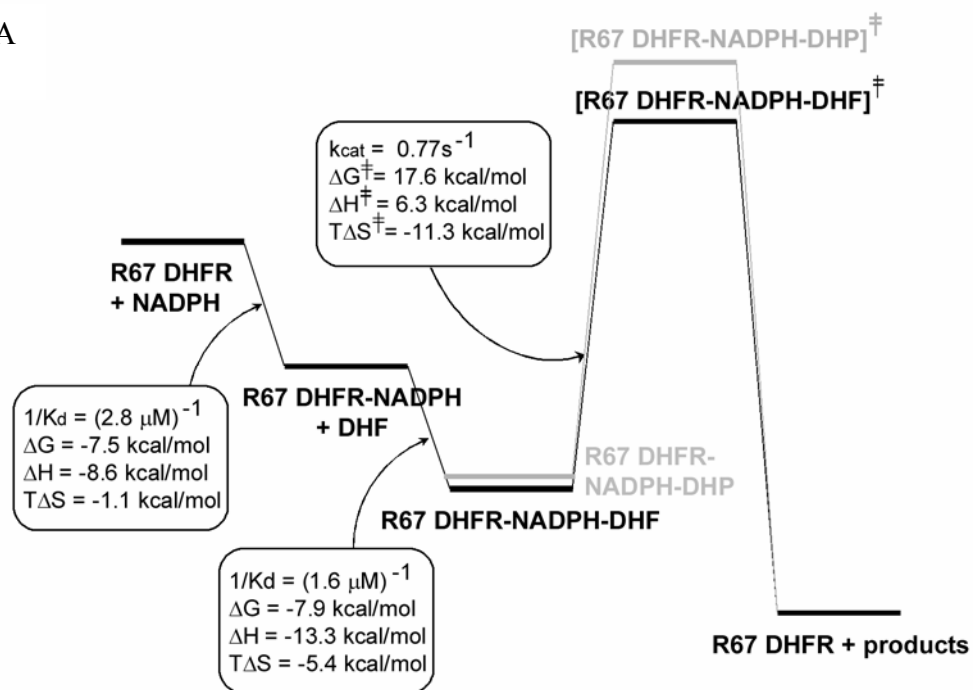 A
[R67 DHFR-NADPH-DHP]‡
[R67 DHFR-NADPH-DHF]‡
kcat = 0.77s⁻¹
ΔG‡= 17.6 kcal/mol
ΔH‡= 6.3 kcal/mol
TΔS‡= -11.3 kcal/mol
R67 DHFR
+ NADPH
R67 DHFR-NADPH
+ DHF
1/Kd = (2.8 μM)⁻¹
ΔG = -7.5 kcal/mol
ΔH = -8.6 kcal/mol
TΔS = -1.1 kcal/mol
R67 DHFR-
NADPH-DHP
R67 DHFR-NADPH-DHF
1/Kd = (1.6 μM)⁻¹
ΔG = -7.9 kcal/mol
ΔH = -13.3 kcal/mol
TΔS = -5.4 kcal/mol
R67 DHFR + products